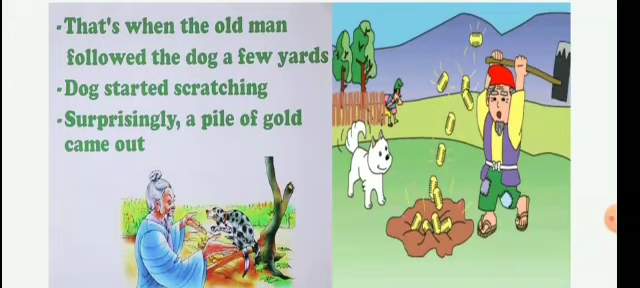 -That's when the old man
followed the dog a few yards
-Dog started scratching
-Surprisingly, a pile of gold
came out